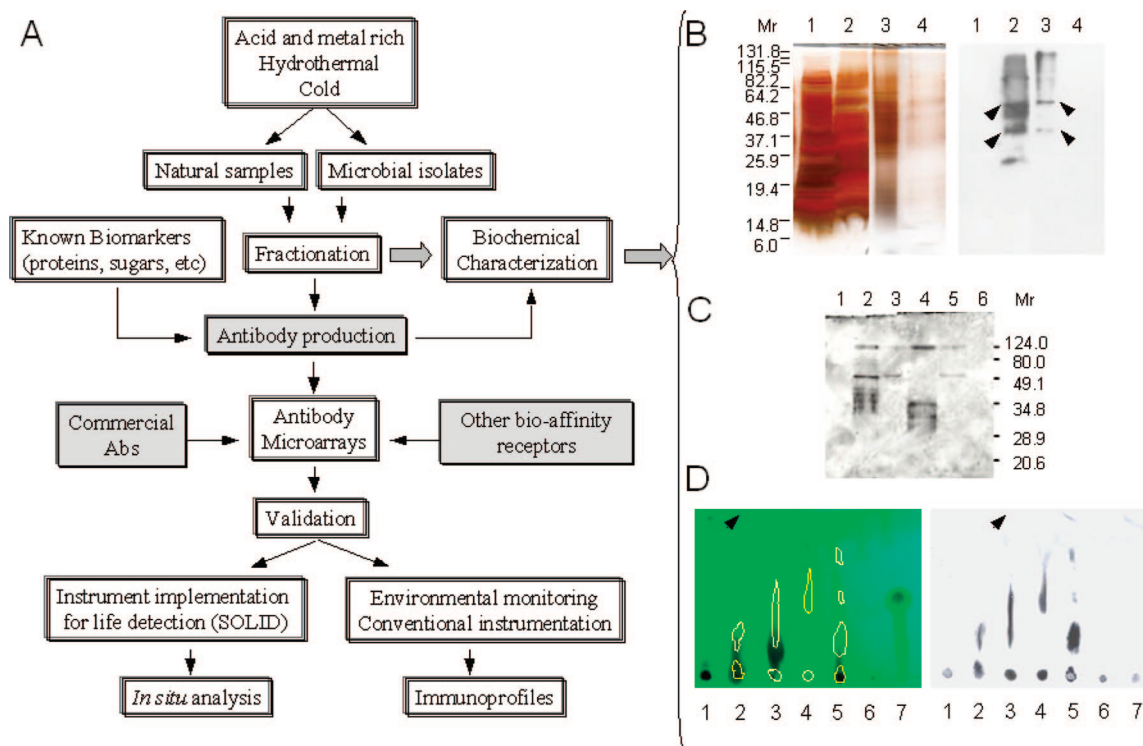 A
Acid and metal rich
Hydrothermal
Cold
Natural samples
Microbial isolates
Known Biomarkers
(proteins, sugars, etc)
Fractionation
Biochemical
Characterization
Antibody production
Commercial
Abs
Antibody
Microarrays
Other bio-affinity
receptors
Validation
Instrument implementation
for life detection (SOLID)
Environmental monitoring
Conventional instrumentation
In situ analysis
Immunoprofiles
B
Mr 1 2 3 4 1 2 3 4
131.8
115.5
82.2
64.2
46.8
37.1
25.9
19.4
14.8
6.0
C
1 2 3 4 5 6 Mr
124.0
80.0
49.1
34.8
28.9
20.6
D
1 2 3 4 5 6 7 1 2 3 4 5 6 7